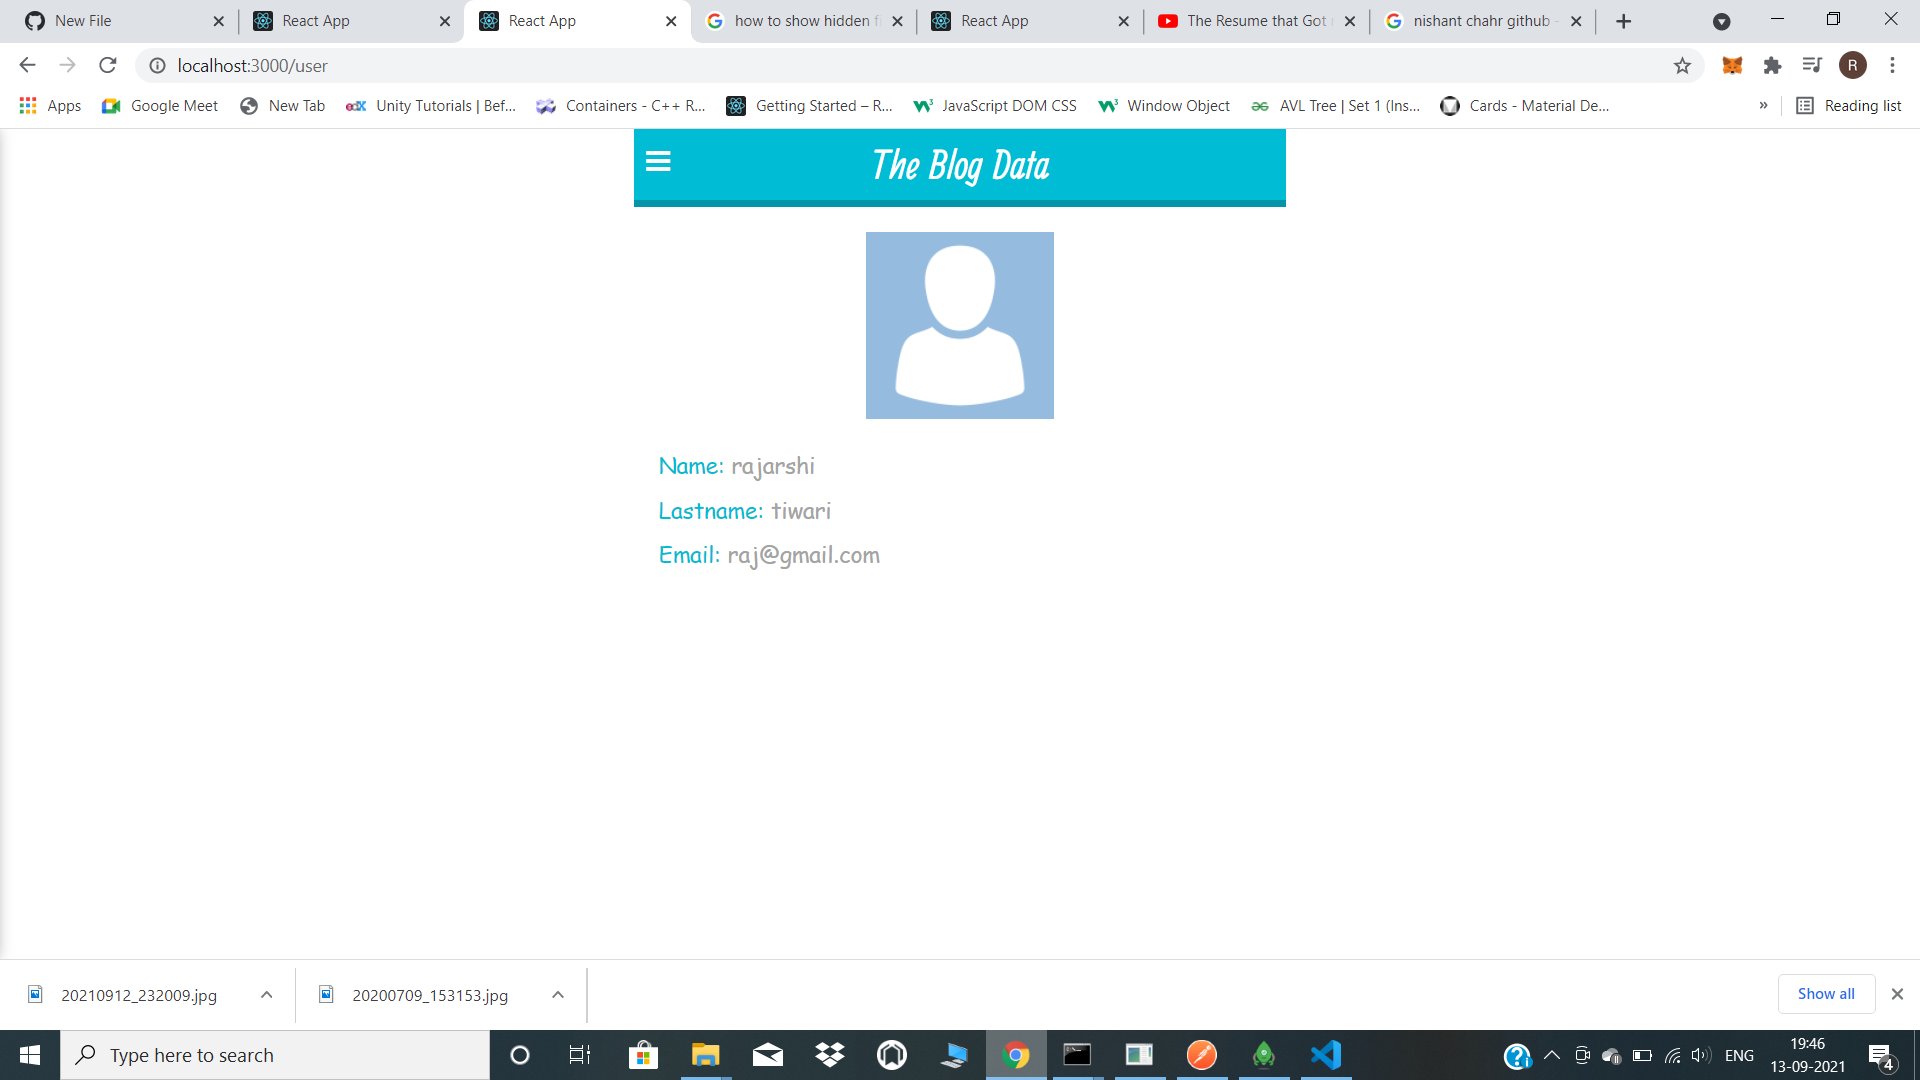 New File
React App
React App
how to show hidden fi
React App
The Resume that Got
nishant chahr github -
localhost:3000/user
R
Apps
Google Meet
New Tab
edX
Unity Tutorials | Bef...
Containers - C++ R...
Getting Started – R...
JavaScript DOM CSS
Window Object
AVL Tree | Set 1 (Ins...
Cards - Material De...
»
Reading list
The Blog Data
Name: rajarshi
Lastname: tiwari
Email: raj@gmail.com
20210912_232009.jpg
20200709_153153.jpg
Show all
Type here to search
ENG
19:46
13-09-2021
4